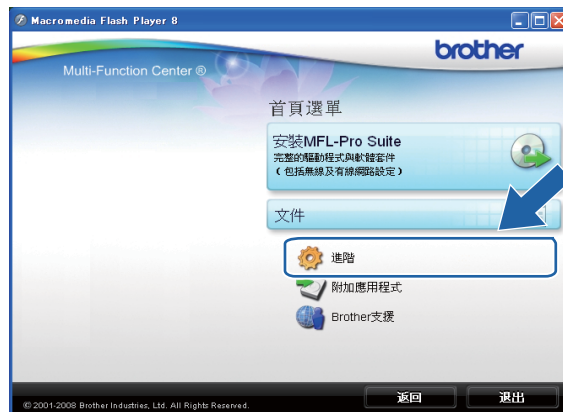 Macromedia Flash Player 8
brother
Multi-Function Center ®
首頁選單
安裝MFL-Pro Suite
完整的驅動程式與軟體套件
（包括無線及有線網路設定）
文件
進階
附加應用程式
Brother支援
© 2001-2008 Brother Industries, Ltd. All Rights Reserved.
返回
退出